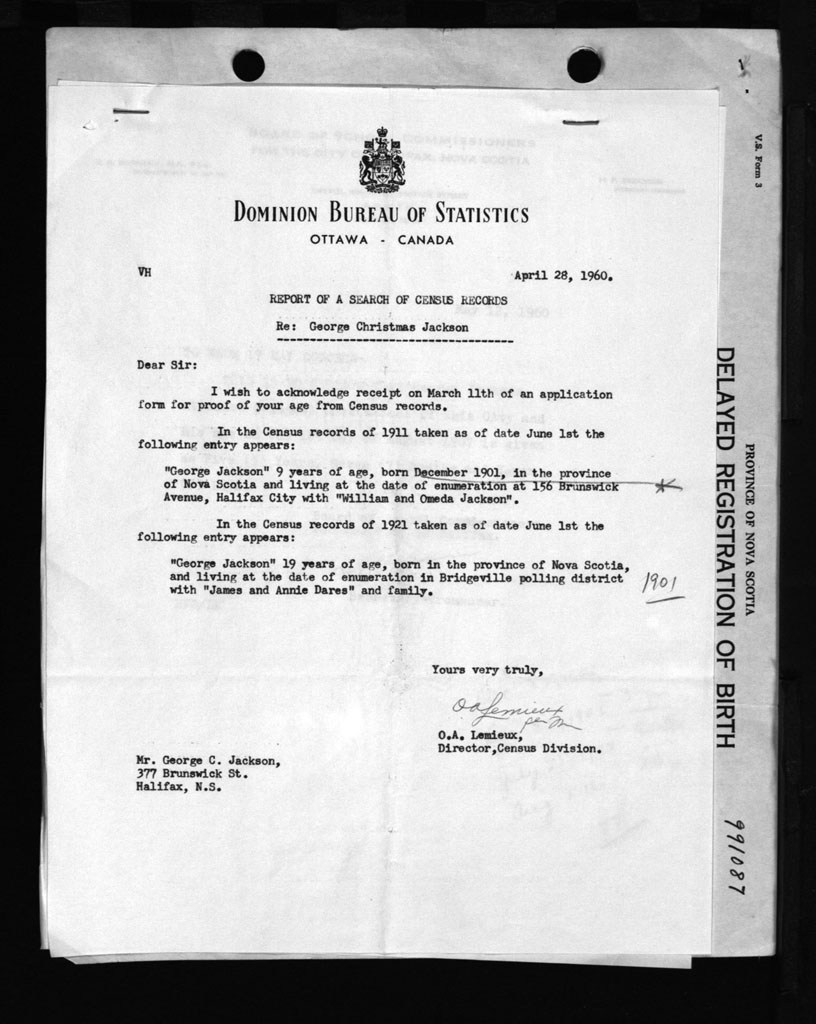 DOMINION BUREAU OF STATISTICS
OTTAWA - CANADA
VH
April 28, 1960.
REPORT OF A SEARCH OF CENSUS RECORDS
Re: George Christmas Jackson
Dear Sir:
I wish to acknowledge receipt on March 11th of an application
form for proof of your age from Census records.
In the Census records of 1911 taken as of date June 1st the
following entry appears:
"George Jackson" 9 years of age, born December 1901, in the province
of Nova Scotia and living at the date of enumeration at 156 Brunswick
Avenue, Halifax City with "William and Omeda Jackson".
In the Census records of 1921 taken as of date June 1st the
following entry appears:
"George Jackson" 19 years of age, born in the province of Nova Scotia,
and living at the date of enumeration in Bridgeville polling district
with "James and Annie Dares" and family.
1901
Yours very truly,
O A Lemieux
per
O.A. Lemieux,
Director,Census Division.
Mr. George C. Jackson,
377 Brunswick St.
Halifax, N.S.
V.S. Form 3
PROVINCE OF NOVA SCOTIA
DELAYED REGISTRATION OF BIRTH
991087